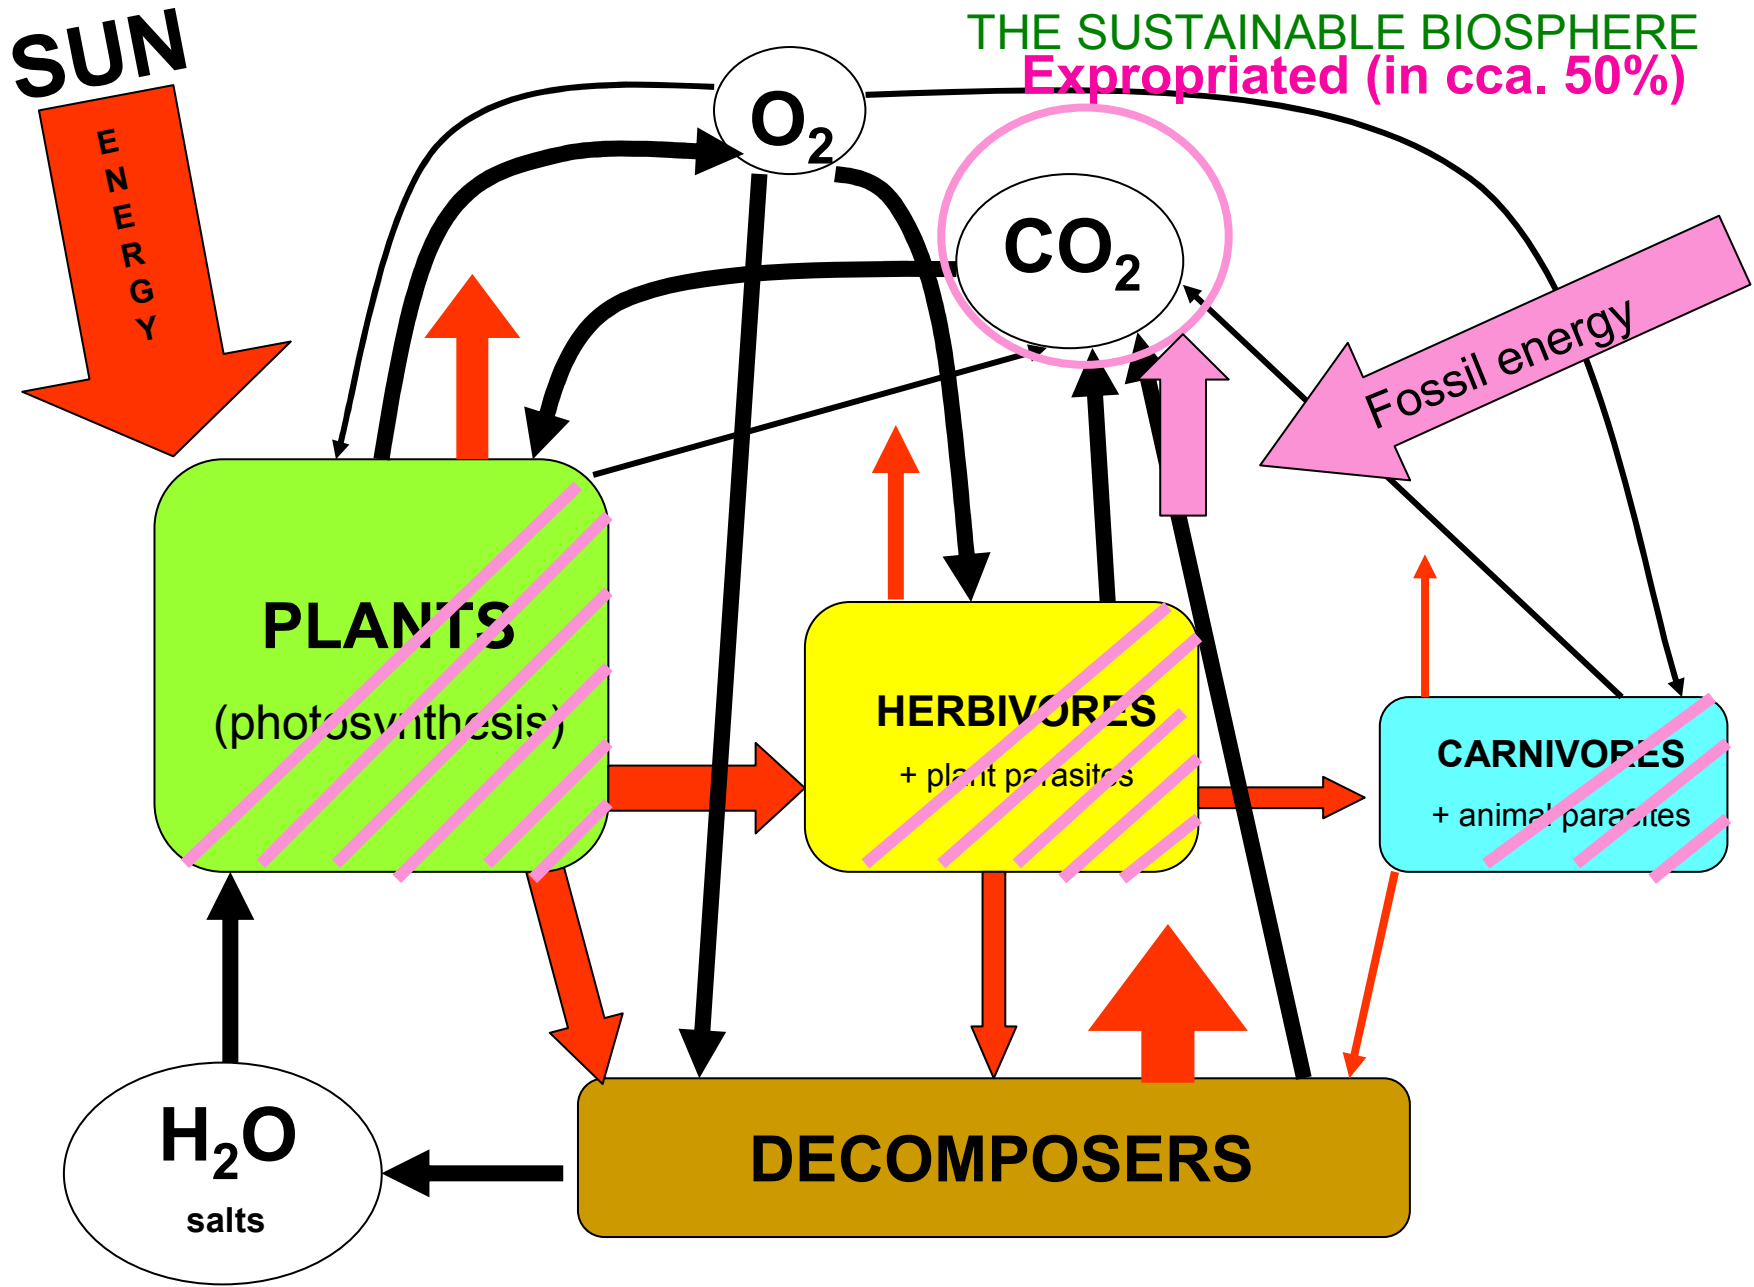 SUN
THE SUSTAINABLE BIOSPHERE
Expropriated (in cca. 50%)
ENERGY
O₂
CO₂
Fossil energy
PLANTS
(photosynthesis)
HERBIVORES
+ plant parasites
CARNIVORES
+ animal parasites
H₂O
salts
DECOMPOSERS